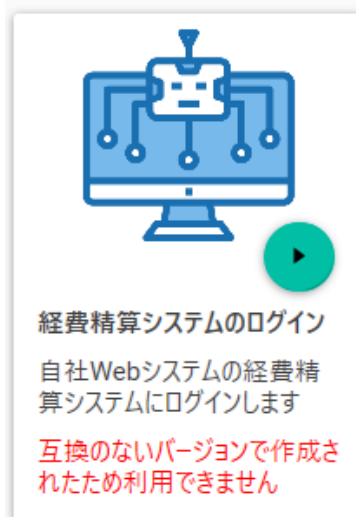 経費精算システムのログイン
自社Webシステムの経費精
算システムにログインします
互換のないバージョンで作成さ
れたため利用できません